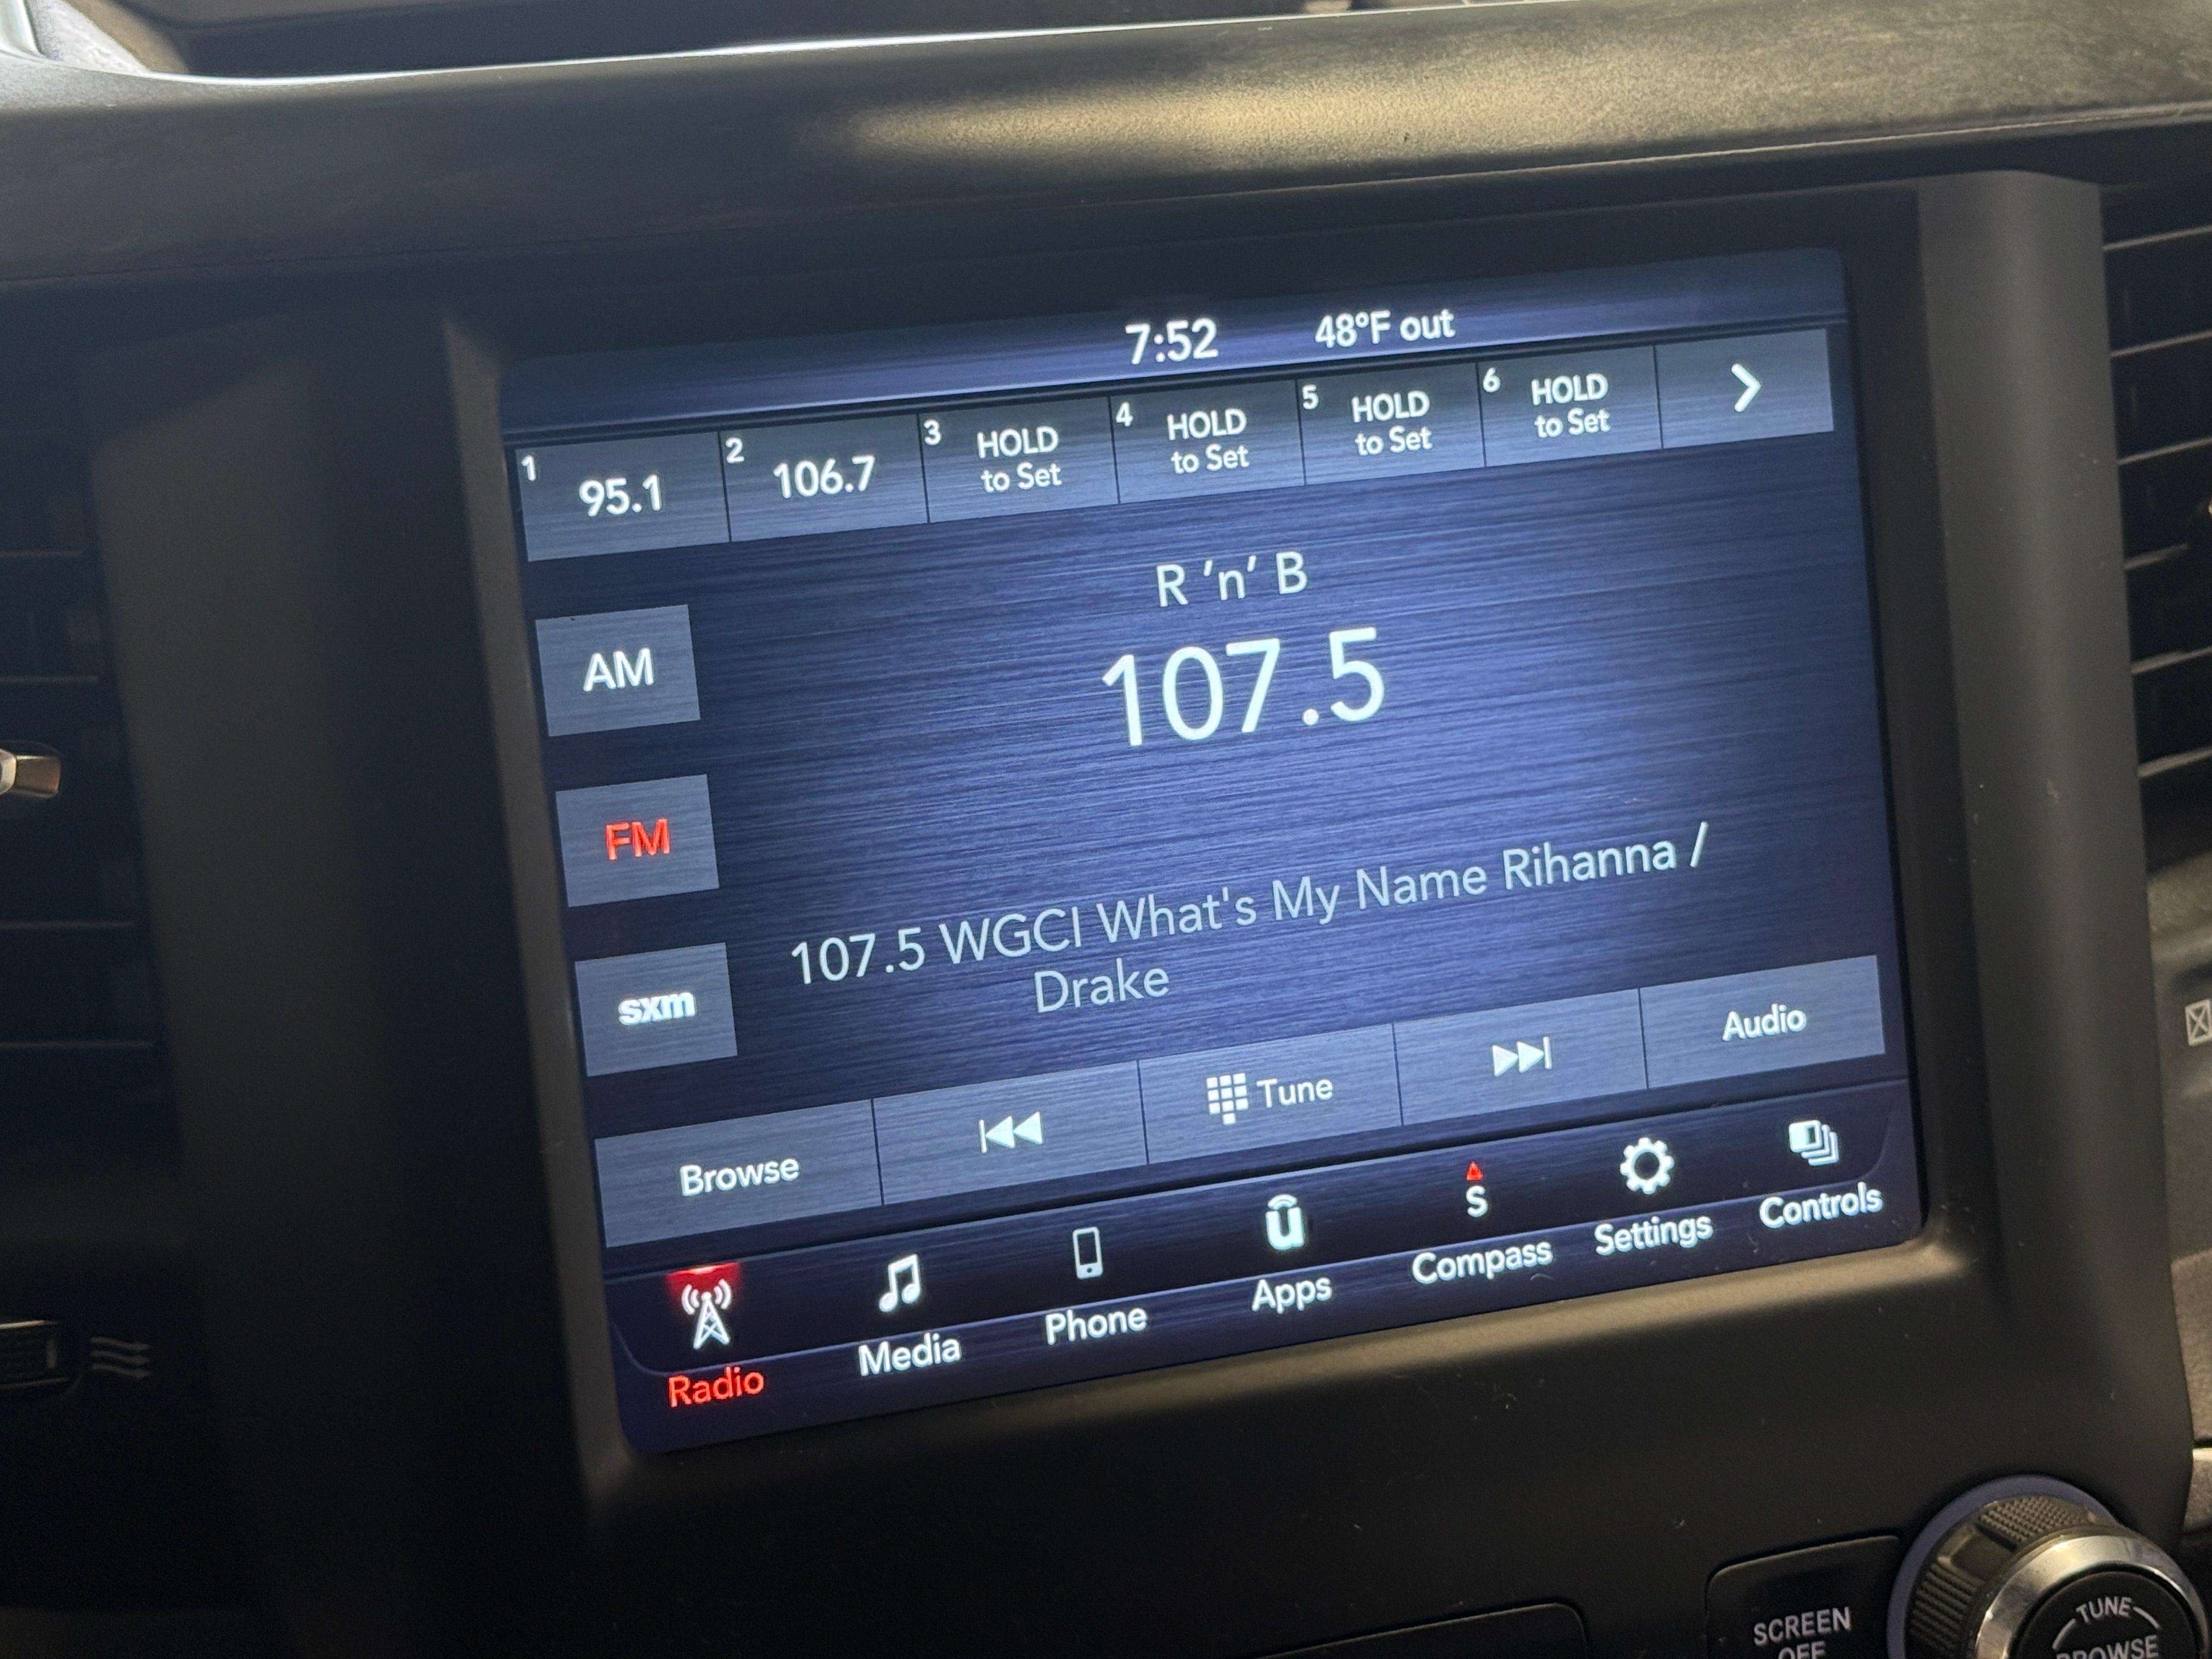 7:52 48°F out
1 95.1
2 106.7
3 HOLD
to Set
4 HOLD
to Set
5 HOLD
to Set
6 HOLD
to Set
R 'n' B
AM
107.5
FM
107.5 WGCI What's My Name Rihanna /
Drake
sxm
Browse
Tune
Audio
Radio
Media
Phone
u
Apps
S
Compass
Settings
Controls
SCREEN
OFF
TUNE
BROWSE